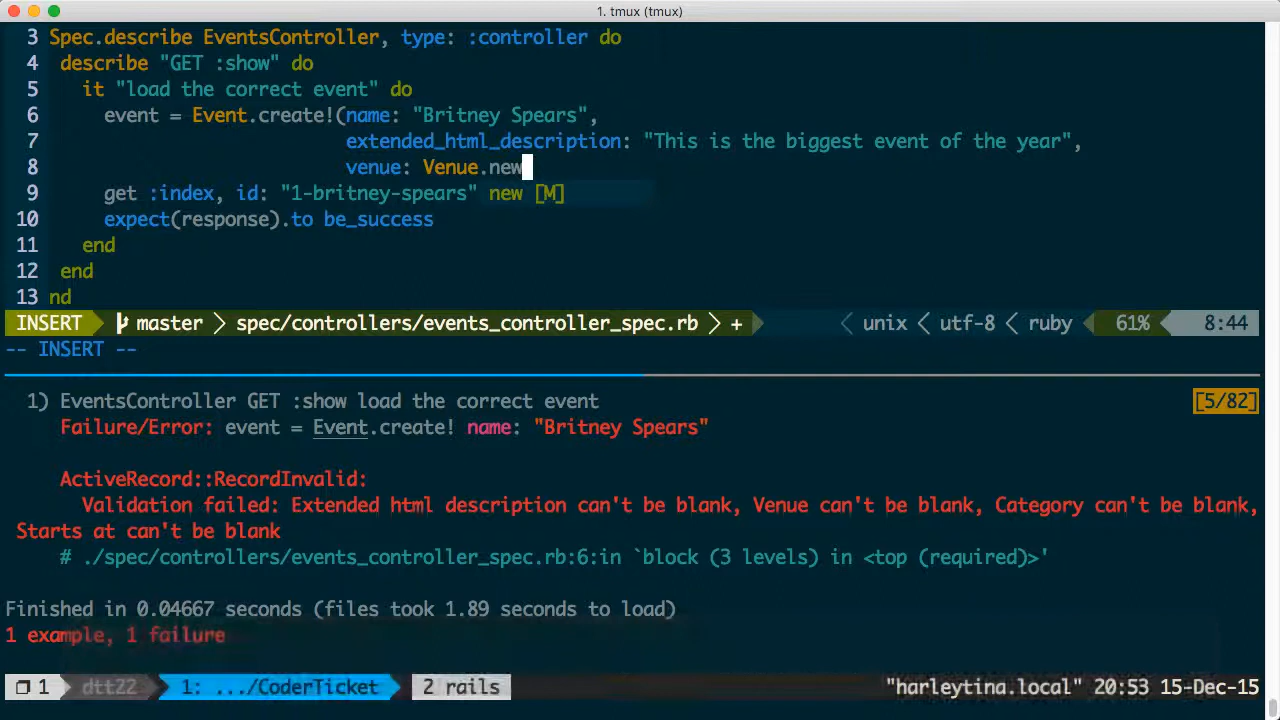 1. tmux (tmux)
3 Spec.describe EventsController, type: :controller do
4 describe "GET :show" do
5 it "load the correct event" do
6 event = Event.create!(name: "Britney Spears",
7 extended_html_description: "This is the biggest event of the year",
8 venue: Venue.new
9 get :index, id: "1-britney-spears" new [M]
10 expect(response).to be_success
11 end
12 end
13 nd
INSERT master spec/controllers/events_controller_spec.rb + unix utf-8 ruby 61% 8:44
-- INSERT --
1) EventsController GET :show load the correct event [5/82]
Failure/Error: event = Event.create! name: "Britney Spears"
ActiveRecord::RecordInvalid:
Validation failed: Extended html description can't be blank, Venue can't be blank, Category can't be blank,
Starts at can't be blank
# ./spec/controllers/events_controller_spec.rb:6:in `block (3 levels) in <top (required)>'
Finished in 0.04667 seconds (files took 1.89 seconds to load)
1 example, 1 failure
1 dtt22 1: .../CoderTicket 2 rails "harleytina.local" 20:53 15-Dec-15